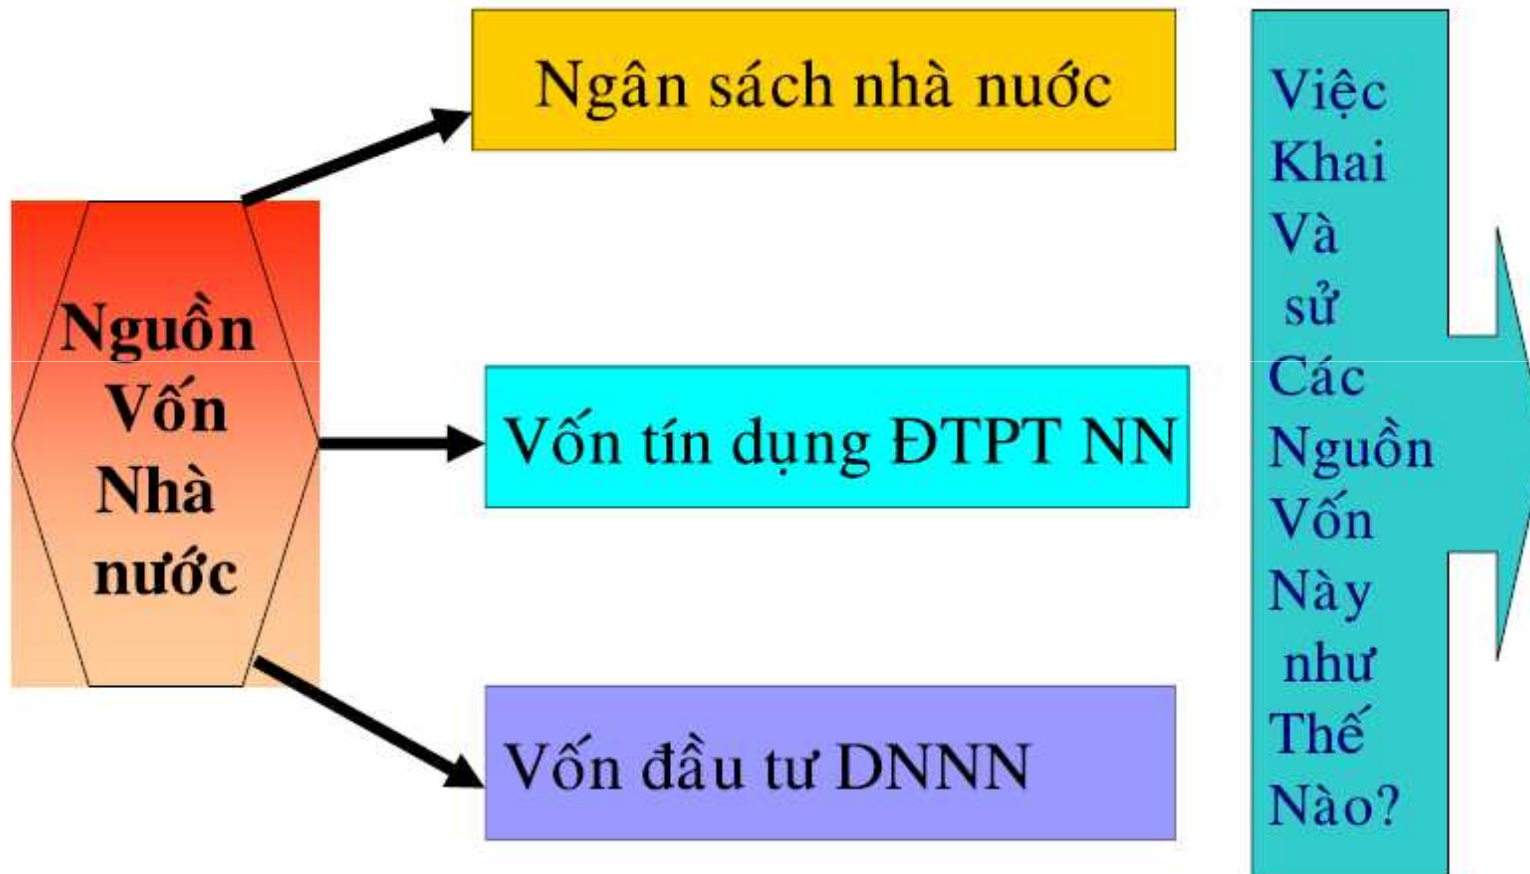 Ngân sách nhà nuớc
Nguồn
Vốn
Nhà
nước
Vốn tín dụng ĐTPT NN
Vốn đầu tư DNNN
Việc
Khai
Và
sử
Các
Nguồn
Vốn
Này
như
Thế
Nào?